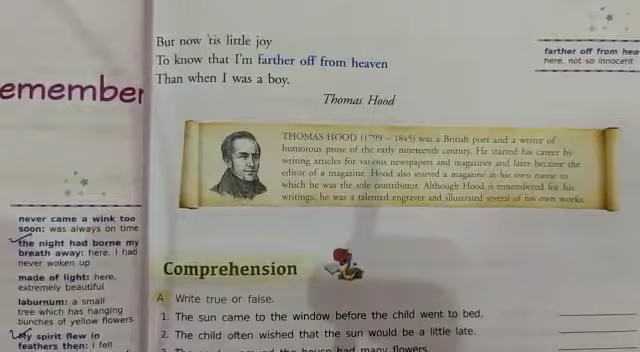 But now 'tis little joy
To know that I'm farther off from heaven
Than when I was a boy.
Thomas Hood
farther off from hea
here, not so innocent
emember
THOMAS HOOD (1799 – 1845) was a British poet and a writer of
humorous prose of the early nineteenth century. He started his career by
writing articles for various newspapers and magazines and later became the
editor of a magazine. Hood also started a magazine in his own name to
which he was the sole contributor. Although Hood is remembered for his
writings, he was a talented engraver and illustrated several of his own works.
never came a wink too
soon: was always on time
the night had borne my
breath away: here, I had
never woken up
made of light: here,
extremely beautiful
laburnum: a small
tree which has hanging
bunches of yellow flowers
My spirit flew in
feathers then: I felt
Comprehension
A Write true or false.
1. The sun came to the window before the child went to bed.
2. The child often wished that the sun would be a little late.
house had many flowers.